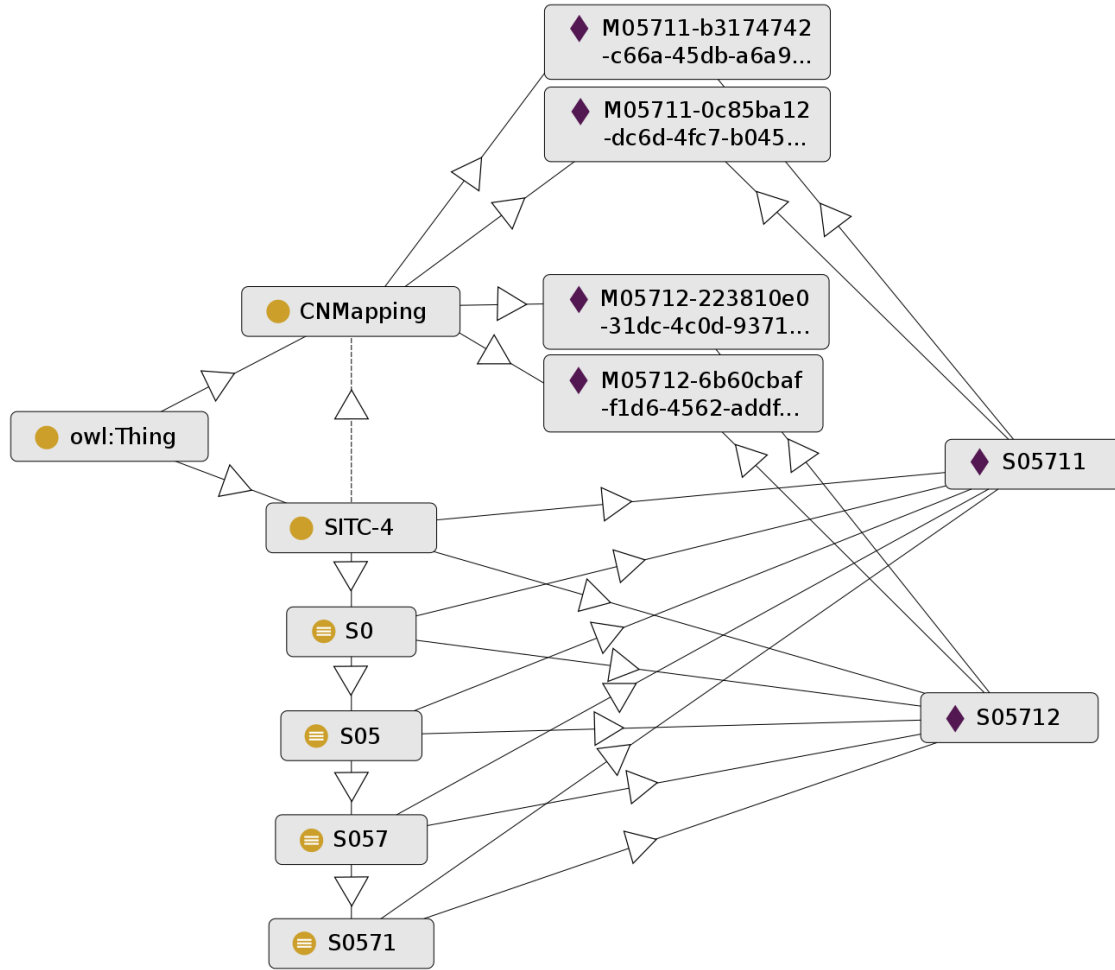 M05711-b3174742
-c66a-45db-a6a9...
M05711-0c85ba12
-dc6d-4fc7-b045...
CNMapping
M05712-223810e0
-31dc-4c0d-9371...
M05712-6b60cbaf
-f1d6-4562-addf...
owl:Thing
S05711
SITC-4
S0
S05712
S05
S057
S0571